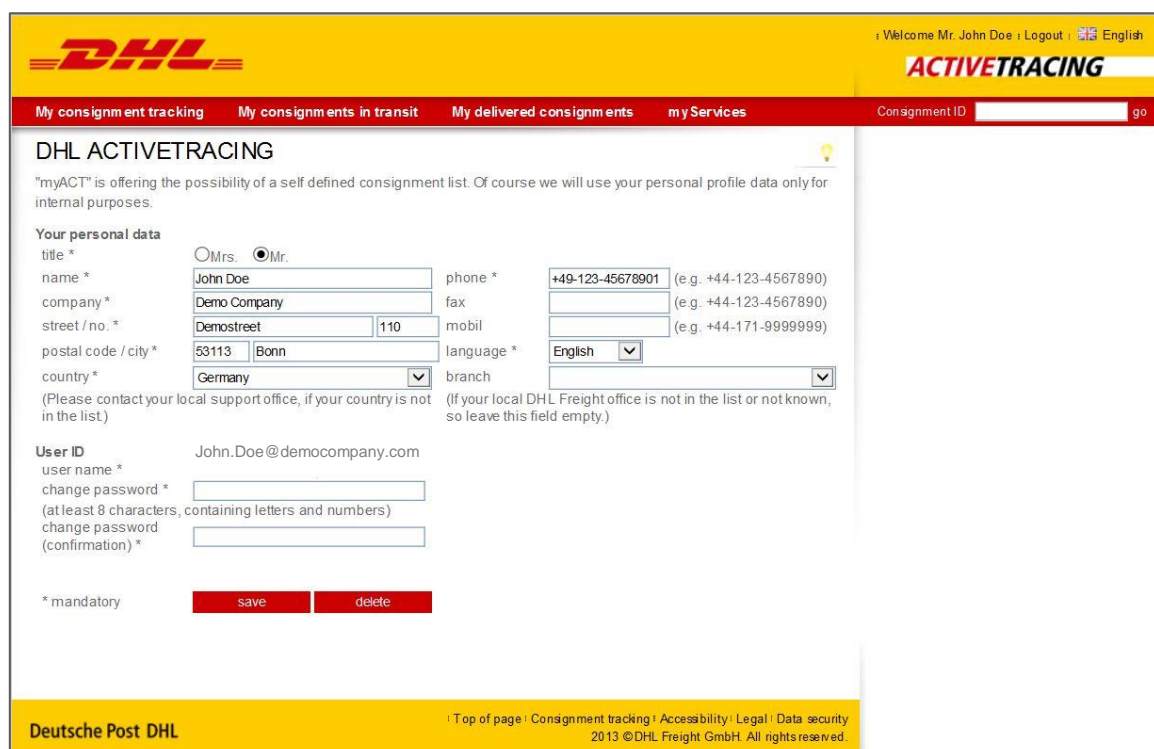 DHL
Welcome Mr. John Doe Logout English
ACTIVETRACING
My consignment tracking My consignments in transit My delivered consignments myServices Consignment ID go
DHL ACTIVETRACING
"myACT" is offering the possibility of a self defined consignment list. Of course we will use your personal profile data only for
internal purposes.
Your personal data
title * Mrs. Mr.
name * John Doe phone * +49-123-45678901 (e.g. +44-123-4567890)
company * Demo Company fax (e.g. +44-123-4567890)
street / no. * Demostreet 110 mobil (e.g. +44-171-9999999)
postal code / city * 53113 Bonn language * English
country * Germany branch
(Please contact your local support office, if your country is not (If your local DHL Freight office is not in the list or not known,
in the list.) so leave this field empty.)
User ID John.Doe@democompany.com
user name *
change password *
(at least 8 characters, containing letters and numbers)
change password
(confirmation) *
* mandatory save delete
Top of page Consignment tracking Accessibility Legal Data security
Deutsche Post DHL 2013 © DHL Freight GmbH. All rights reserved.